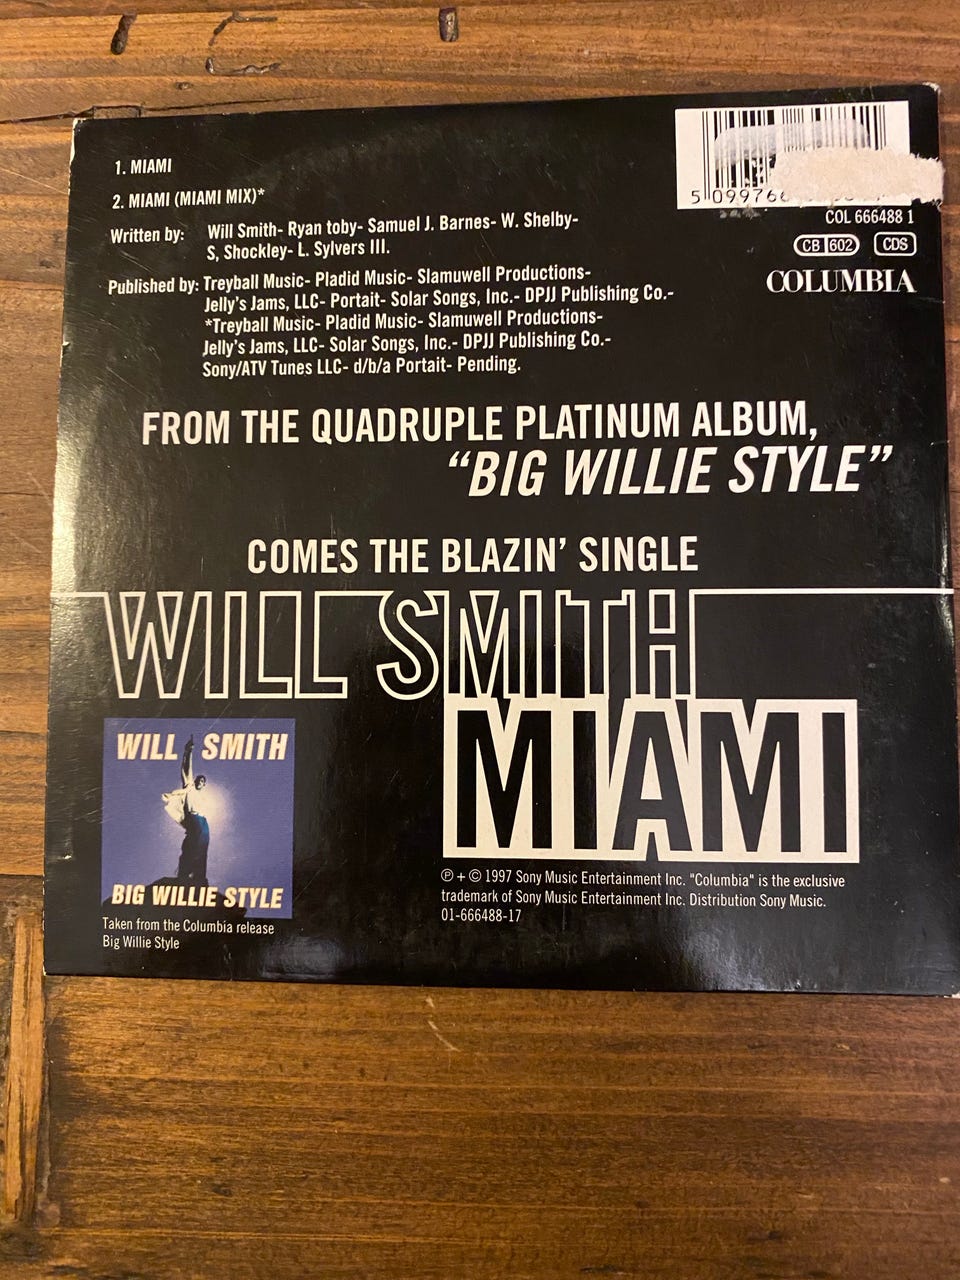 1. MIAMI
2. MIAMI (MIAMI MIX)*
Written by: Will Smith- Ryan toby- Samuel J. Barnes- W. Shelby-
S, Shockley- L. Sylvers III.
Published by: Treyball Music- Pladid Music- Slamuwell Productions-
Jelly's Jams, LLC- Portait- Solar Songs, Inc.- DPJJ Publishing Co.-
*Treyball Music- Pladid Music- Slamuwell Productions-
Jelly's Jams, LLC- Solar Songs, Inc.- DPJJ Publishing Co.-
Sony/ATV Tunes LLC- d/b/a Portait- Pending.
5 099766
COL 666488 1
CB 602 CDS
COLUMBIA
FROM THE QUADRUPLE PLATINUM ALBUM,
“BIG WILLIE STYLE”
COMES THE BLAZIN’ SINGLE
WILL SMITH
MIAMI
WILL SMITH
BIG WILLIE STYLE
Taken from the Columbia release
Big Willie Style
℗ + © 1997 Sony Music Entertainment Inc. "Columbia" is the exclusive
trademark of Sony Music Entertainment Inc. Distribution Sony Music.
01-666488-17